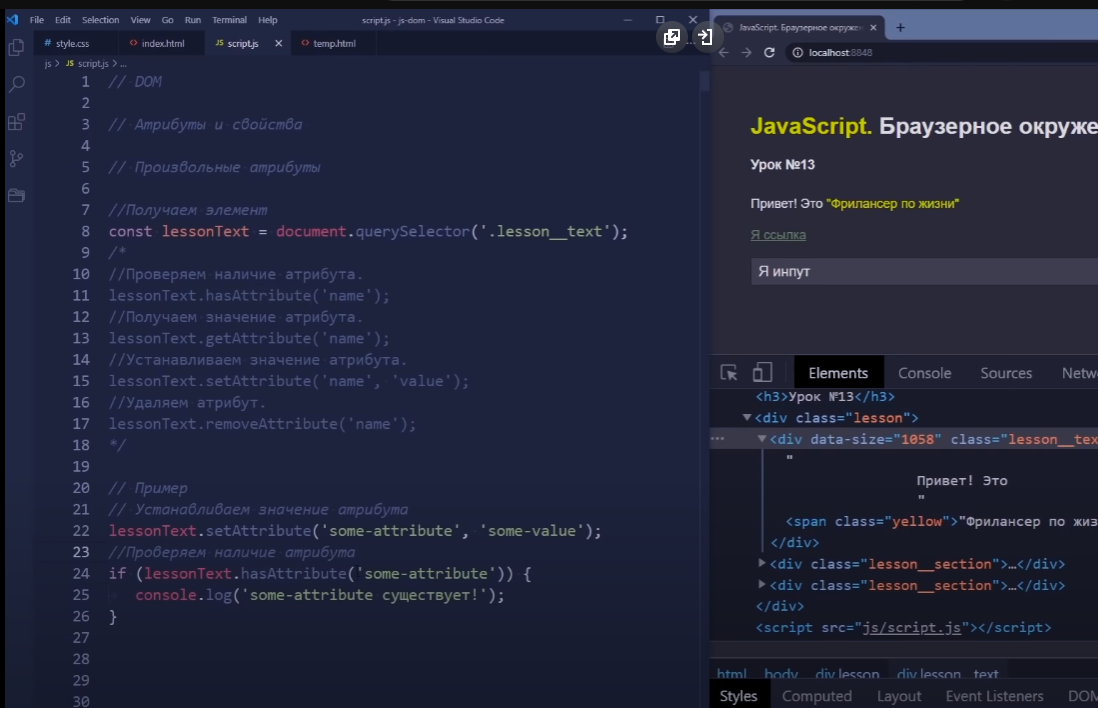 File Edit Selection View Go Run Terminal Help script.js - js-dom - Visual Studio Code
# style.css <> index.html JS script.js <> temp.html
js > JS script.js > ...
1 // DOM
2
3 // Атрибуты и свойства
4
5 // Произвольные атрибуты
6
7 //Получаем элемент
8 const lessonText = document.querySelector('.lesson__text');
9 /*
10 //Проверяем наличие атрибута.
11 lessonText.hasAttribute('name');
12 //Получаем значение атрибута.
13 lessonText.getAttribute('name');
14 //Устанавливаем значение атрибута.
15 lessonText.setAttribute('name', 'value');
16 //Удаляем атрибут.
17 lessonText.removeAttribute('name');
18 */
19
20 // Пример
21 // Устанавливаем значение атрибута
22 lessonText.setAttribute('some-attribute', 'some-value');
23 //Проверяем наличие атрибута
24 if (lessonText.hasAttribute('some-attribute')) {
25 console.log('some-attribute существует!');
26 }
27
28
29
30
JavaScript. Браузерное окруже
localhost:8848
JavaScript. Браузерное окруже
Урок №13
Привет! Это "Фрилансер по жизни"
Я ссылка
Я инпут
Elements Console Sources Netw
<h3>Урок №13</h3>
<div class="lesson">
<div data-size="1058" class="lesson__tex
"
Привет! Это
"
<span class="yellow">"Фрилансер по жиз
</div>
<div class="lesson__section">…</div>
<div class="lesson__section">…</div>
</div>
<script src="js/script.js"></script>
html body div.lesson div.lesson__text
Styles Computed Layout Event Listeners DOM